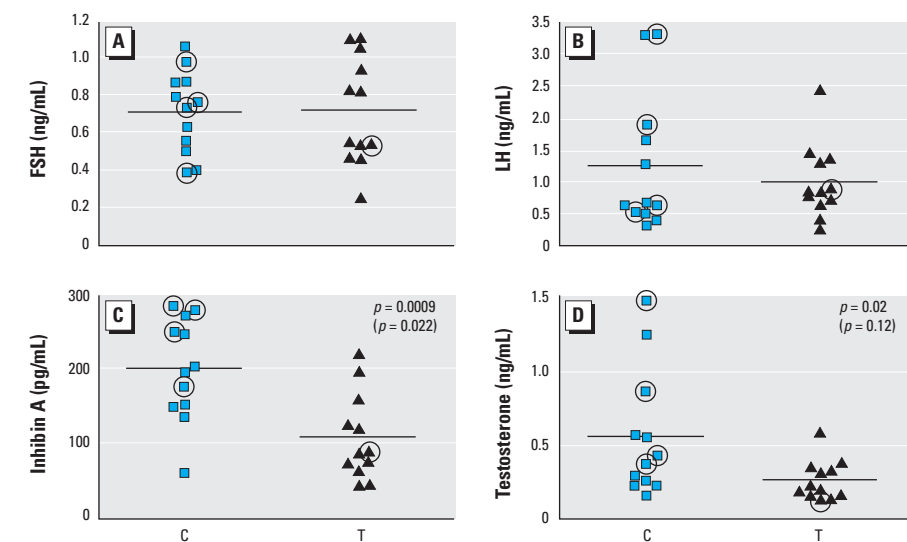 A
FSH (ng/mL)
1.2
1.0
0.8
0.6
0.4
0.2
0
B
LH (ng/mL)
3.5
3.0
2.5
2.0
1.5
1.0
0.5
0
C
Inhibin A (pg/mL)
300
200
100
0
p = 0.0009
(p = 0.022)
C
T
D
Testosterone (ng/mL)
1.5
1.0
0.5
0
p = 0.02
(p = 0.12)
C
T